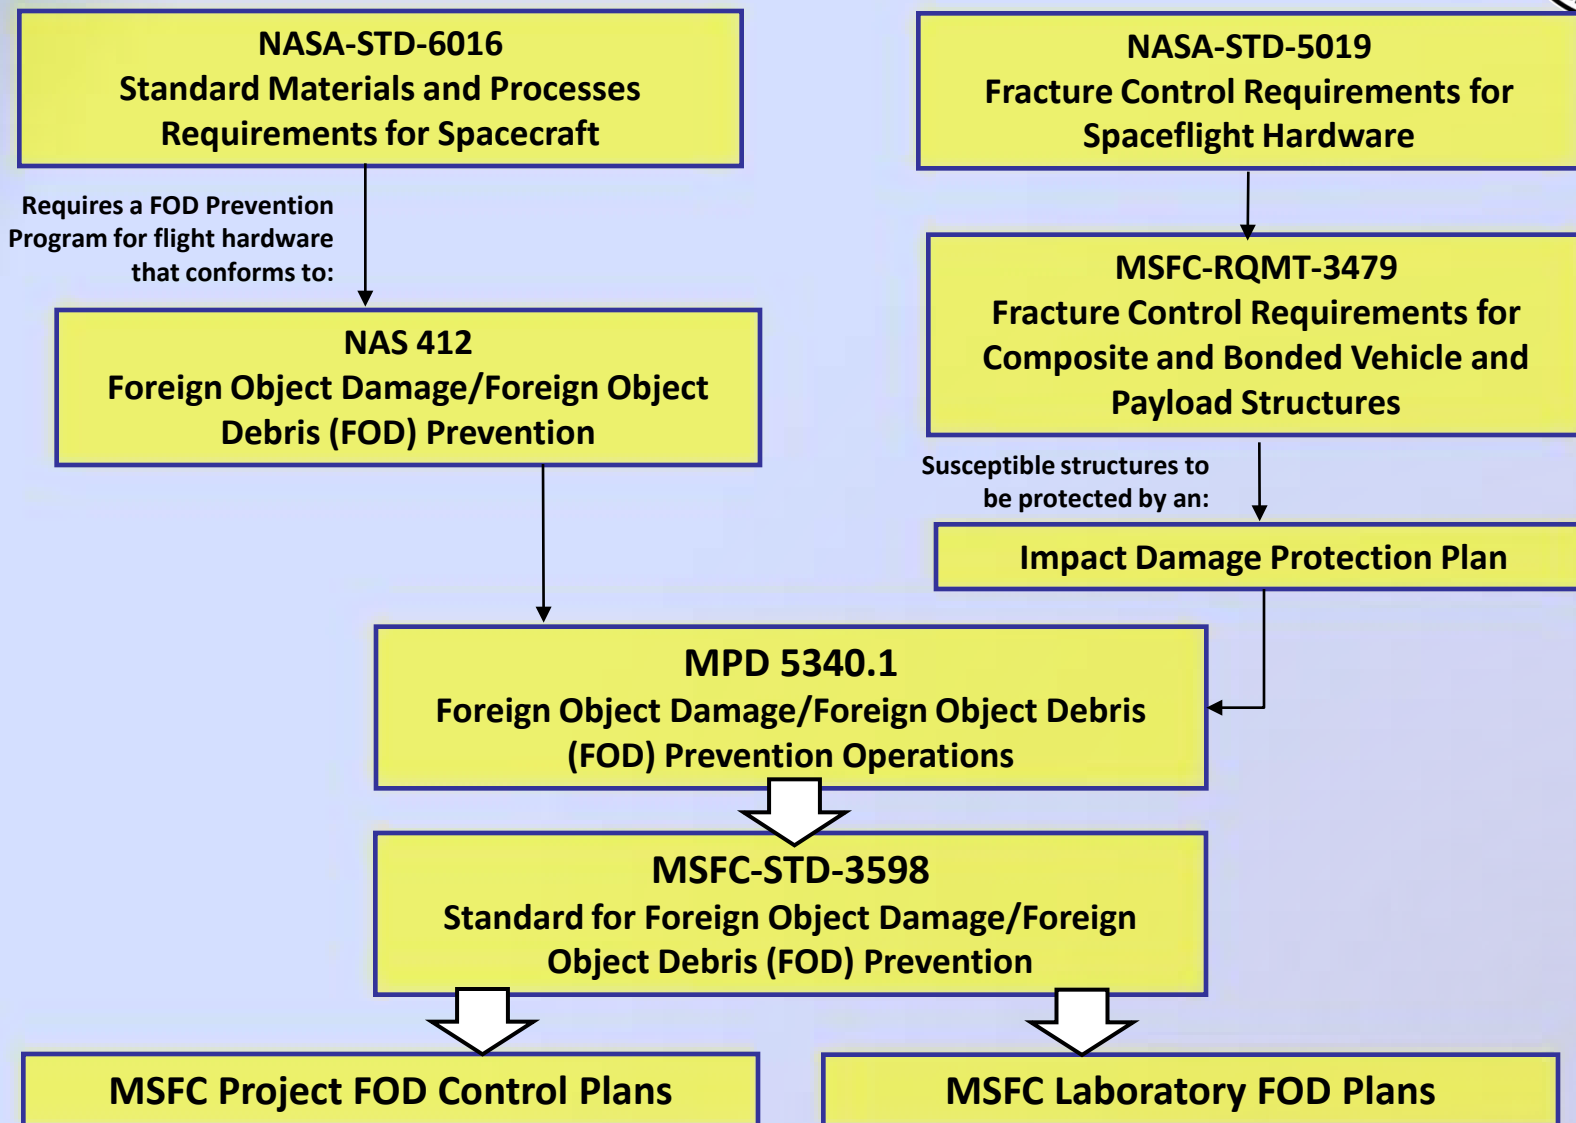 NASA-STD-6016
Standard Materials and Processes
Requirements for Spacecraft
NASA-STD-5019
Fracture Control Requirements for
Spaceflight Hardware
Requires a FOD Prevention
Program for flight hardware
that conforms to:
MSFC-RQMT-3479
Fracture Control Requirements for
Composite and Bonded Vehicle and
Payload Structures
NAS 412
Foreign Object Damage/Foreign Object
Debris (FOD) Prevention
Susceptible structures to
be protected by an:
Impact Damage Protection Plan
MPD 5340.1
Foreign Object Damage/Foreign Object Debris
(FOD) Prevention Operations
MSFC-STD-3598
Standard for Foreign Object Damage/Foreign
Object Debris (FOD) Prevention
MSFC Project FOD Control Plans
MSFC Laboratory FOD Plans